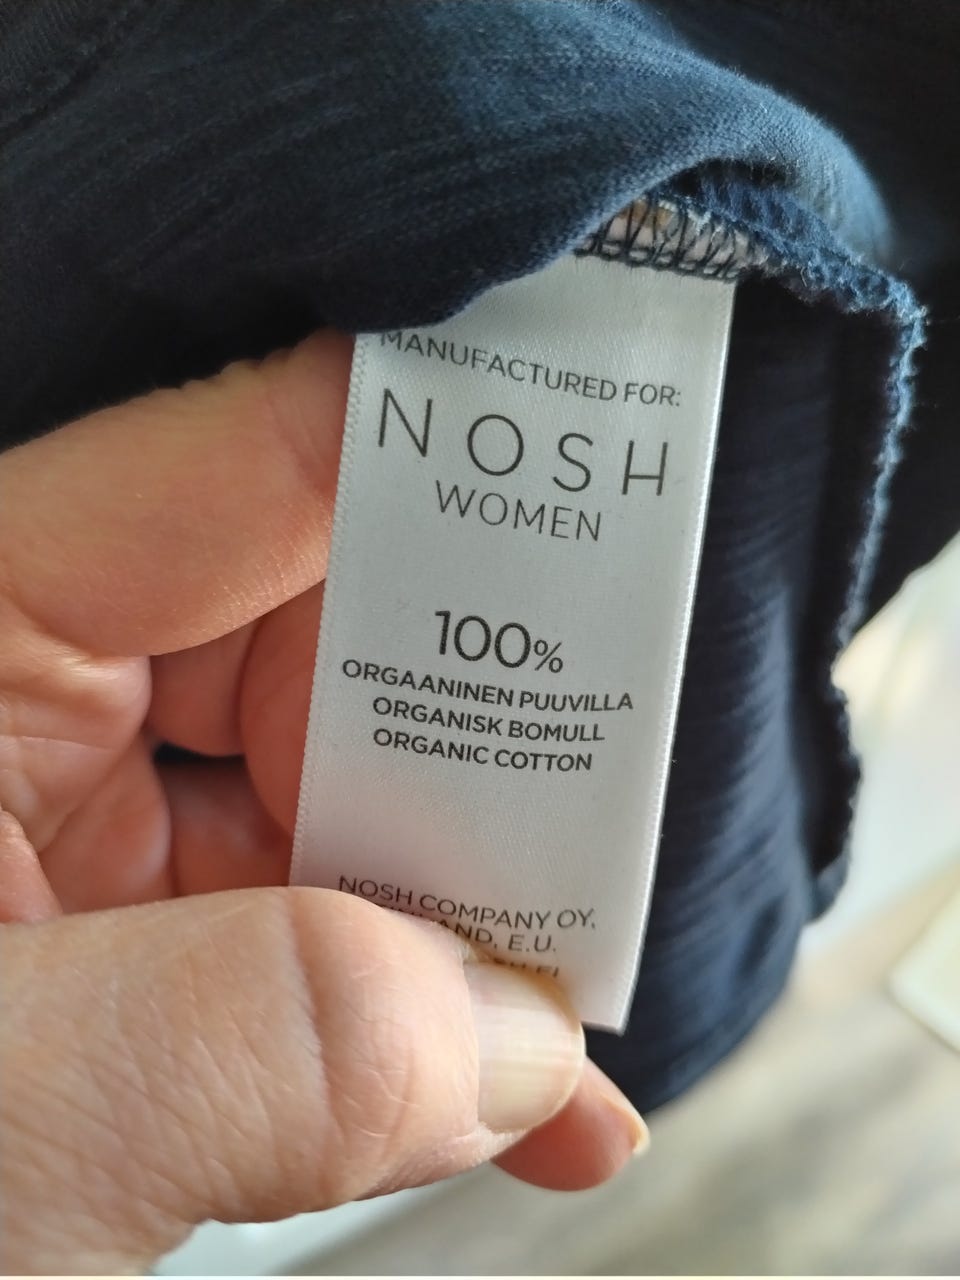 MANUFACTURED FOR:
NOSH
WOMEN
100%
ORGAANINEN PUUVILLA
ORGANISK BOMULL
ORGANIC COTTON
NOSH COMPANY OY,
E.U.